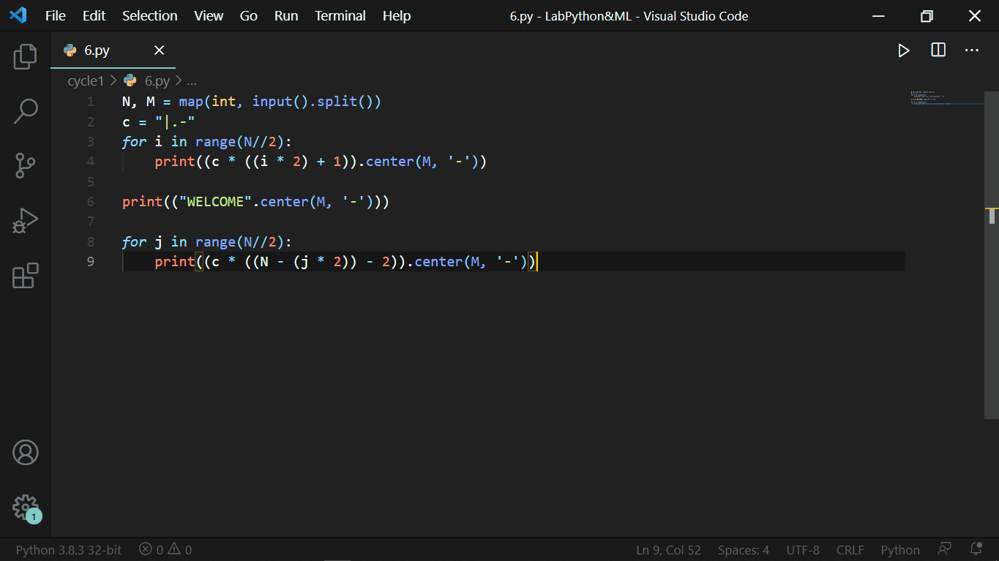 File Edit Selection View Go Run Terminal Help 6.py - LabPython&ML - Visual Studio Code
6.py
cycle1 > 6.py > ...
1 N, M = map(int, input().split())
2 c = "|.-"
3 for i in range(N//2):
4     print((c * ((i * 2) + 1)).center(M, '-'))
5
6 print(("WELCOME".center(M, '-')))
7
8 for j in range(N//2):
9     print((c * ((N - (j * 2)) - 2)).center(M, '-'))
1
Python 3.8.3 32-bit 0 0 Ln 9, Col 52 Spaces: 4 UTF-8 CRLF Python